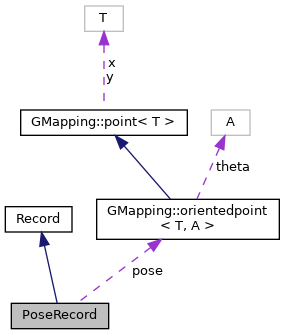 T
x
y
GMapping::point< T >
A
theta
GMapping::orientedpoint
< T, A >
Record
pose
PoseRecord